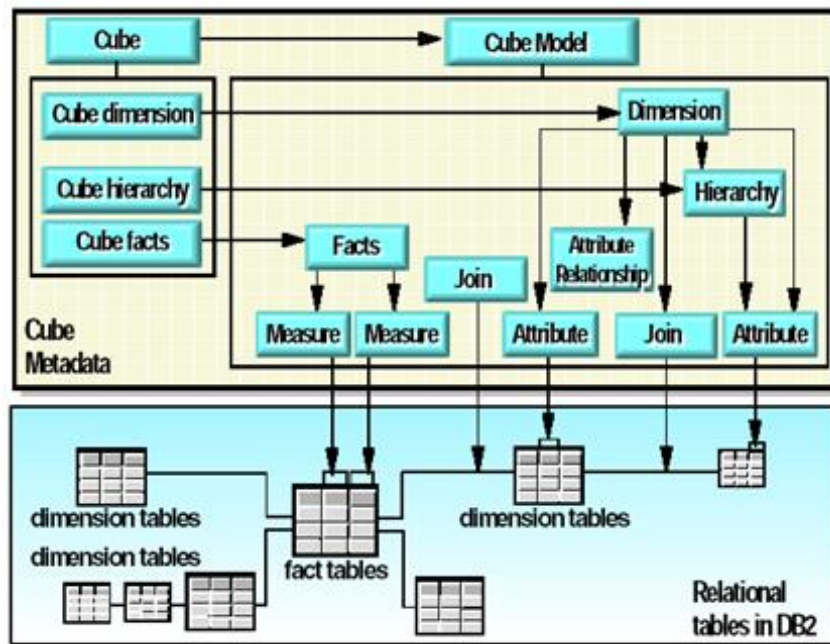 Cube
Cube Model
Cube dimension
Dimension
Cube hierarchy
Hierarchy
Cube facts
Facts
Attribute
Relationship
Join
Cube
Metadata
Measure
Measure
Attribute
Join
Attribute
dimension tables
dimension tables
dimension tables
fact tables
Relational
tables in DB2